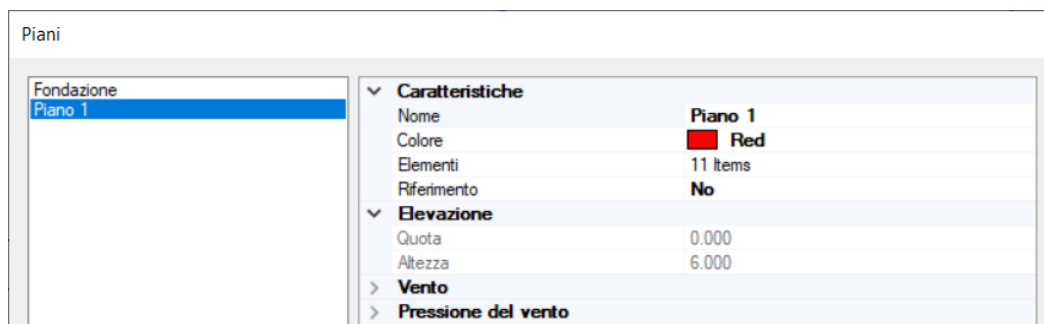 Piani
Fondazione
Piano 1
Caratteristiche
Nome Piano 1
Colore Red
Elementi 11 Items
Riferimento No
Elevazione
Quota 0.000
Altezza 6.000
Vento
Pressione del vento